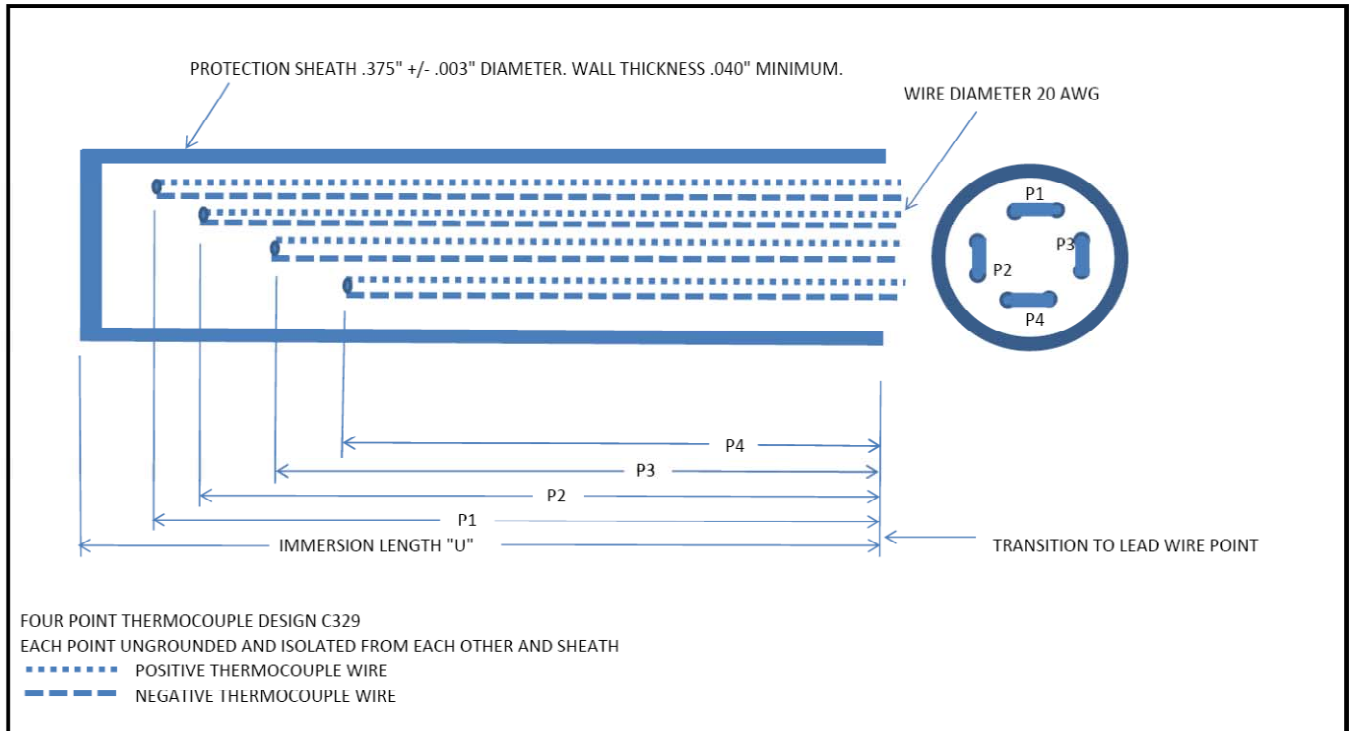 PROTECTION SHEATH .375" +/- .003" DIAMETER. WALL THICKNESS .040" MINIMUM.
WIRE DIAMETER 20 AWG
P1
P3
P2
P4
P4
P3
P2
P1
IMMERSION LENGTH "U"
TRANSITION TO LEAD WIRE POINT
FOUR POINT THERMOCOUPLE DESIGN C329
EACH POINT UNGROUNDED AND ISOLATED FROM EACH OTHER AND SHEATH
POSITIVE THERMOCOUPLE WIRE
NEGATIVE THERMOCOUPLE WIRE